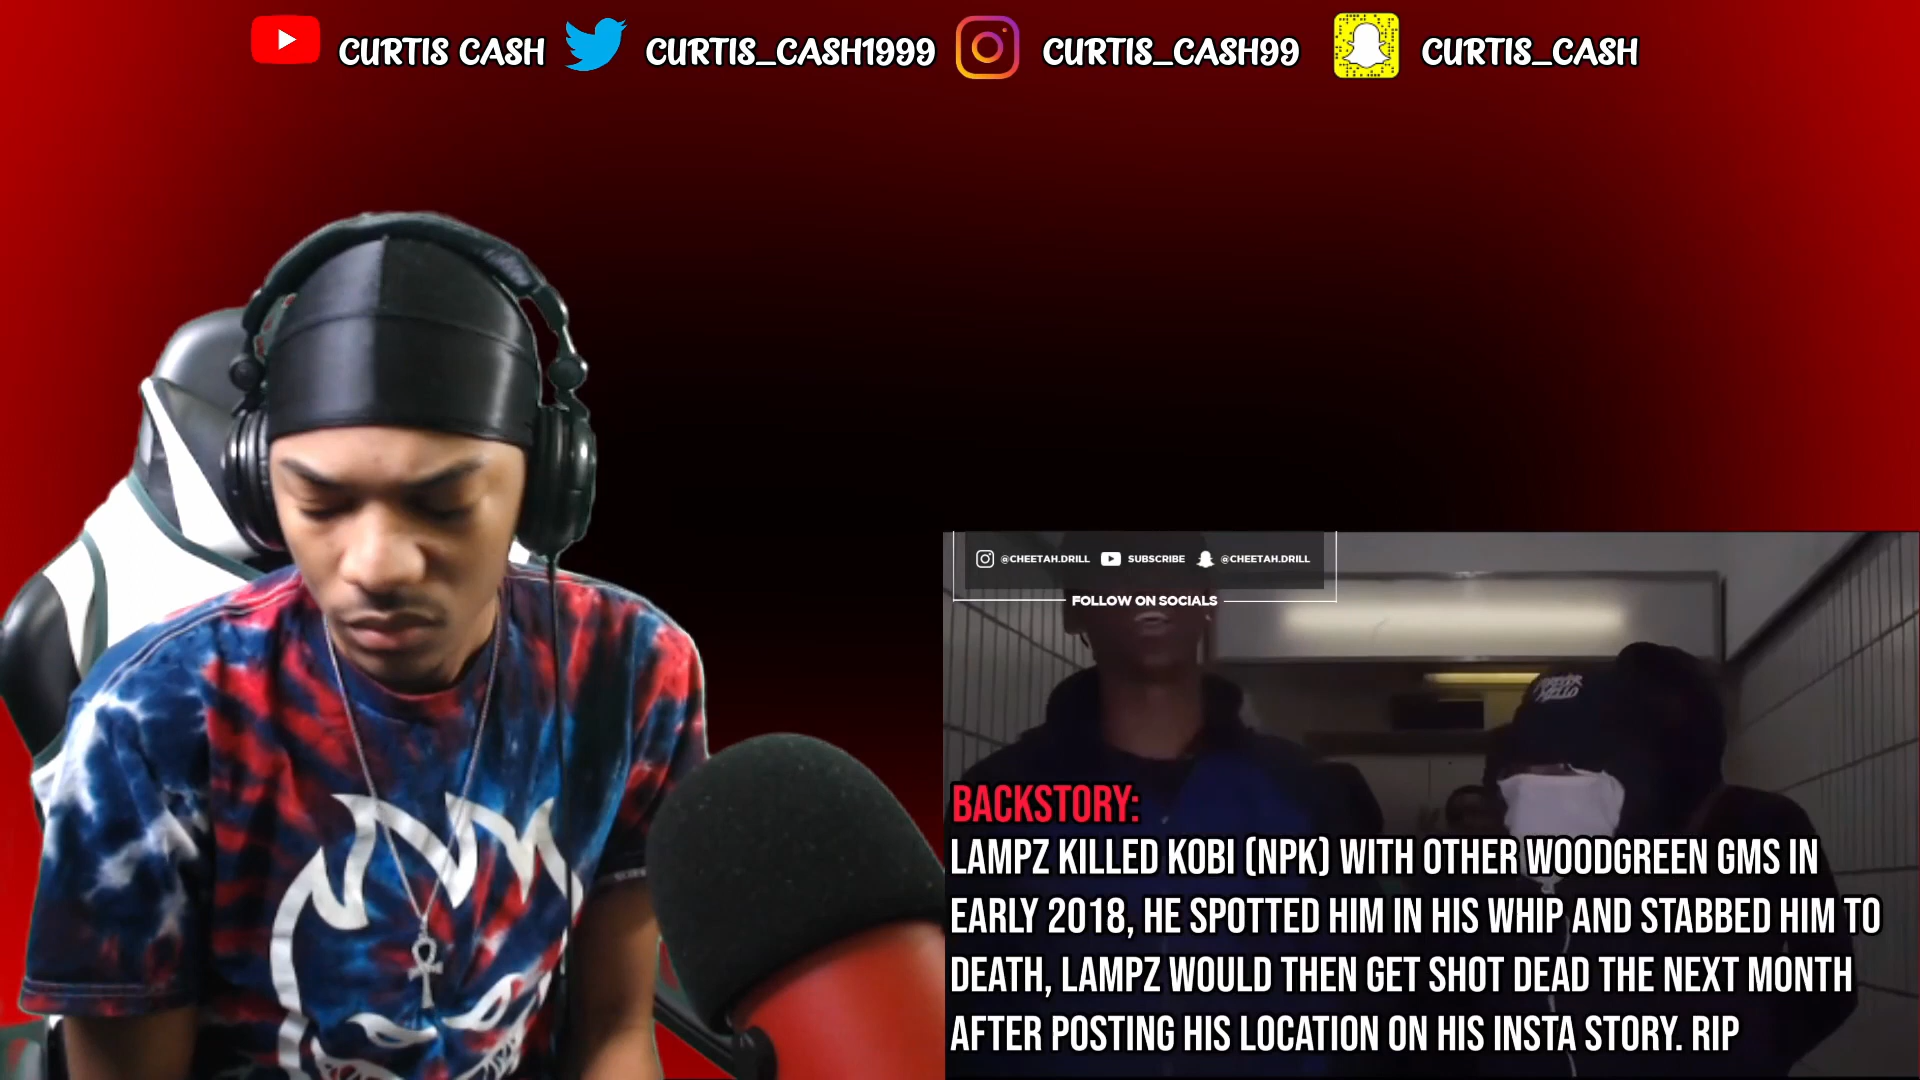 CURTIS CASH CURTIS_CASH1999 CURTIS_CASH99 CURTIS_CASH
@CHEETAH.DRILL SUBSCRIBE @CHEETAH.DRILL
FOLLOW ON SOCIALS
FOREVER
MELLO
BACKSTORY:
LAMPZ KILLED KOBI (NPK) WITH OTHER WOODGREEN GMS IN
EARLY 2018, HE SPOTTED HIM IN HIS WHIP AND STABBED HIM TO
DEATH, LAMPZ WOULD THEN GET SHOT DEAD THE NEXT MONTH
AFTER POSTING HIS LOCATION ON HIS INSTA STORY. RIP